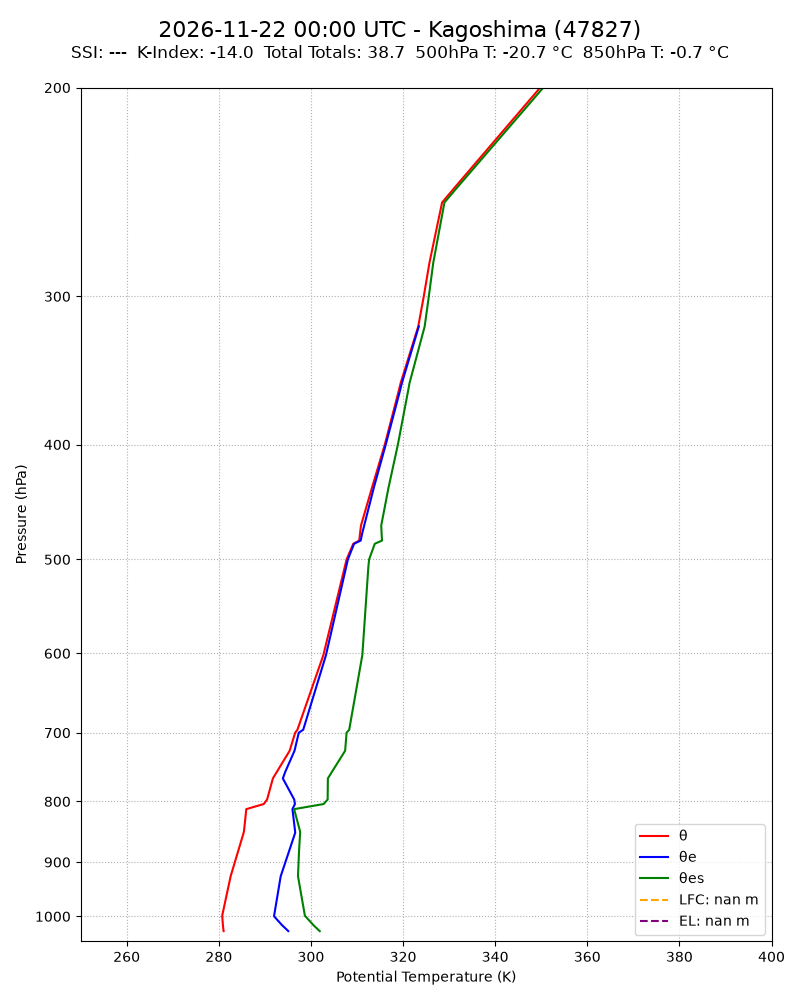 2026-11-22 00:00 UTC - Kagoshima (47827)
SSI: ---  K-Index: -14.0  Total Totals: 38.7  500hPa T: -20.7 °C  850hPa T: -0.7 °C
200
300
400
500
600
700
800
900
1000
Pressure (hPa)
θ
θe
θes
LFC: nan m
EL: nan m
260 280 300 320 340 360 380 400
Potential Temperature (K)